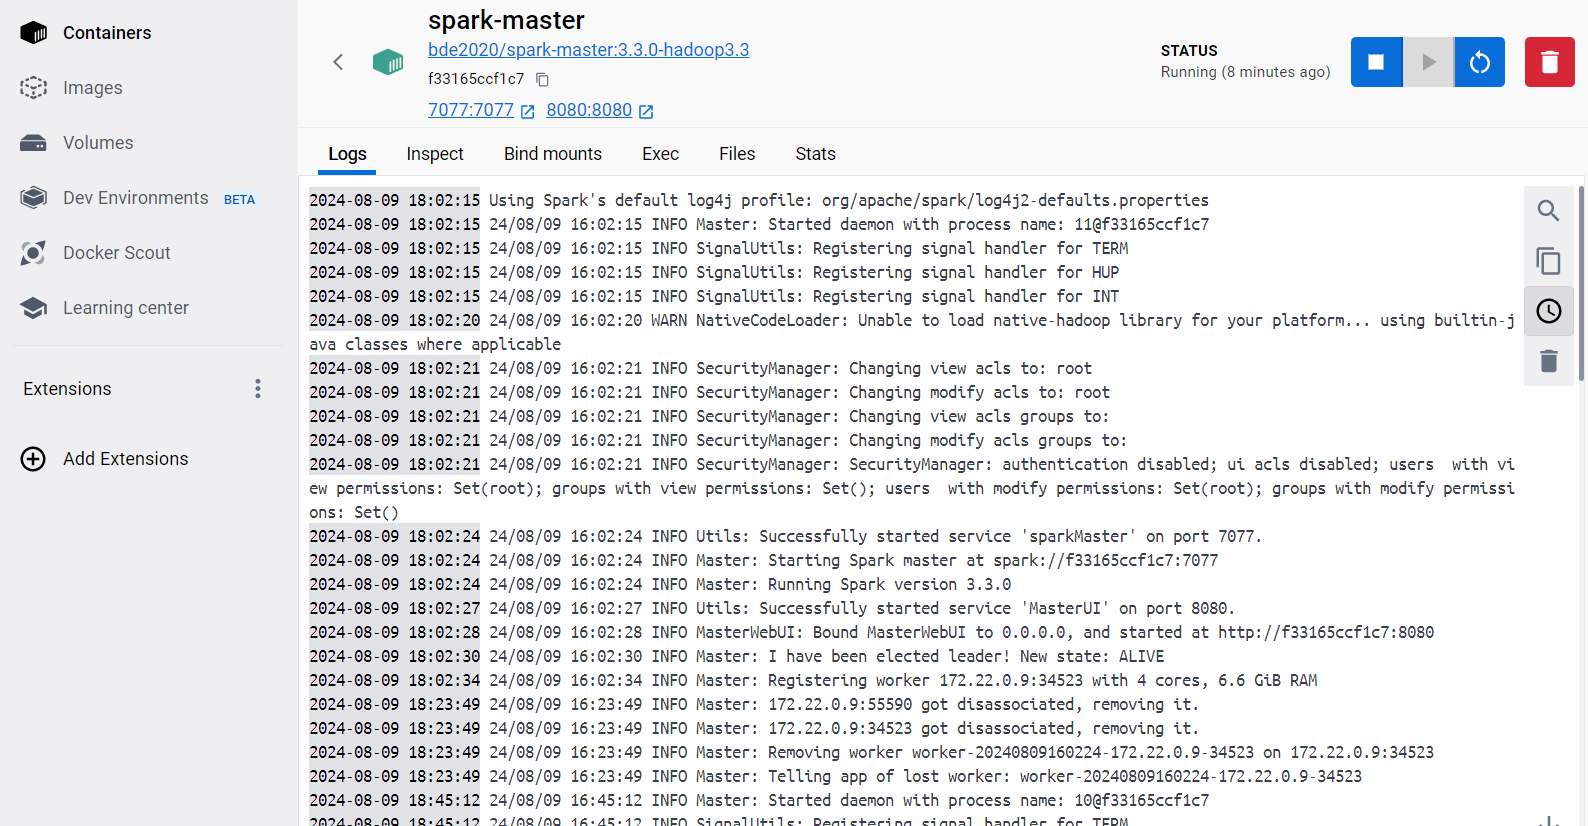 Containers
Images
Volumes
Dev Environments BETA
Docker Scout
Learning center
Extensions
Add Extensions
spark-master
bde2020/spark-master:3.3.0-hadoop3.3
f33165ccf1c7
7077:7077 8080:8080
STATUS
Running (8 minutes ago)
Logs Inspect Bind mounts Exec Files Stats
2024-08-09 18:02:15 Using Spark's default log4j profile: org/apache/spark/log4j2-defaults.properties
2024-08-09 18:02:15 24/08/09 16:02:15 INFO Master: Started daemon with process name: 11@f33165ccf1c7
2024-08-09 18:02:15 24/08/09 16:02:15 INFO SignalUtils: Registering signal handler for TERM
2024-08-09 18:02:15 24/08/09 16:02:15 INFO SignalUtils: Registering signal handler for HUP
2024-08-09 18:02:15 24/08/09 16:02:15 INFO SignalUtils: Registering signal handler for INT
2024-08-09 18:02:20 24/08/09 16:02:20 WARN NativeCodeLoader: Unable to load native-hadoop library for your platform... using builtin-j
ava classes where applicable
2024-08-09 18:02:21 24/08/09 16:02:21 INFO SecurityManager: Changing view acls to: root
2024-08-09 18:02:21 24/08/09 16:02:21 INFO SecurityManager: Changing modify acls to: root
2024-08-09 18:02:21 24/08/09 16:02:21 INFO SecurityManager: Changing view acls groups to:
2024-08-09 18:02:21 24/08/09 16:02:21 INFO SecurityManager: Changing modify acls groups to:
2024-08-09 18:02:21 24/08/09 16:02:21 INFO SecurityManager: SecurityManager: authentication disabled; ui acls disabled; users  with vi
ew permissions: Set(root); groups with view permissions: Set(); users  with modify permissions: Set(root); groups with modify permissi
ons: Set()
2024-08-09 18:02:24 24/08/09 16:02:24 INFO Utils: Successfully started service 'sparkMaster' on port 7077.
2024-08-09 18:02:24 24/08/09 16:02:24 INFO Master: Starting Spark master at spark://f33165ccf1c7:7077
2024-08-09 18:02:24 24/08/09 16:02:24 INFO Master: Running Spark version 3.3.0
2024-08-09 18:02:27 24/08/09 16:02:27 INFO Utils: Successfully started service 'MasterUI' on port 8080.
2024-08-09 18:02:28 24/08/09 16:02:28 INFO MasterWebUI: Bound MasterWebUI to 0.0.0.0, and started at http://f33165ccf1c7:8080
2024-08-09 18:02:30 24/08/09 16:02:30 INFO Master: I have been elected leader! New state: ALIVE
2024-08-09 18:02:34 24/08/09 16:02:34 INFO Master: Registering worker 172.22.0.9:34523 with 4 cores, 6.6 GiB RAM
2024-08-09 18:23:49 24/08/09 16:23:49 INFO Master: 172.22.0.9:55590 got disassociated, removing it.
2024-08-09 18:23:49 24/08/09 16:23:49 INFO Master: 172.22.0.9:34523 got disassociated, removing it.
2024-08-09 18:23:49 24/08/09 16:23:49 INFO Master: Removing worker worker-20240809160224-172.22.0.9-34523 on 172.22.0.9:34523
2024-08-09 18:23:49 24/08/09 16:23:49 INFO Master: Telling app of lost worker: worker-20240809160224-172.22.0.9-34523
2024-08-09 18:45:12 24/08/09 16:45:12 INFO Master: Started daemon with process name: 10@f33165ccf1c7
2024-08-09 18:45:12 24/08/09 16:45:12 INFO SignalUtils: Registering signal handler for TERM